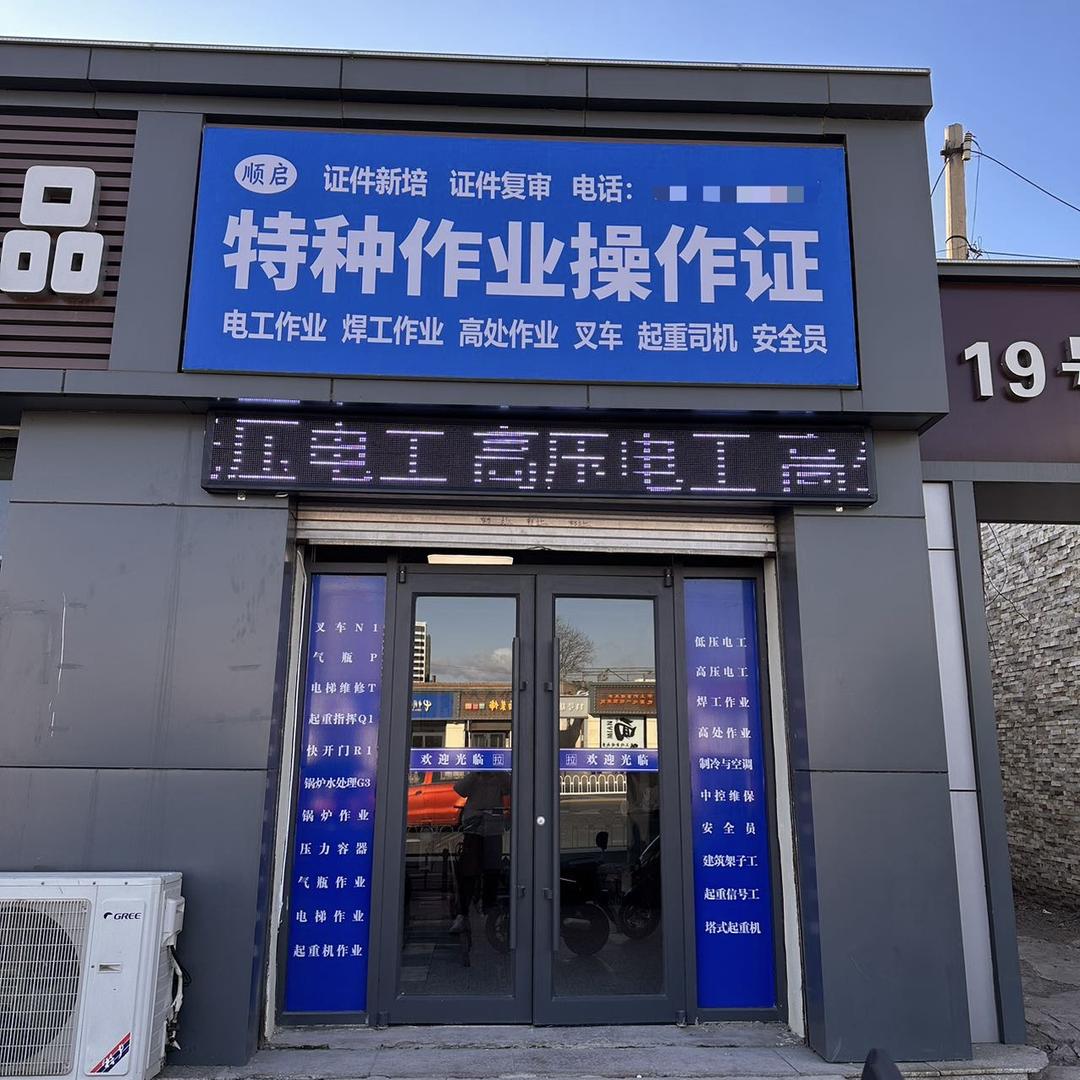 品
顺启 证件新培 证件复审 电话：
特种作业操作证
电工作业 焊工作业 高处作业 叉车 起重司机 安全员
19号
压电工 高压电工 高
叉车N1
气瓶P
电梯维修T
起重指挥Q1
快开门R1
锅炉水处理G3
锅炉作业
压力容器
气瓶作业
电梯作业
起重机作业
欢迎光临 拉
拉 欢迎光临
低压电工
高压电工
焊工作业
高处作业
制冷与空调
中控维保
安全员
建筑架子工
起重信号工
塔式起重机
GREE